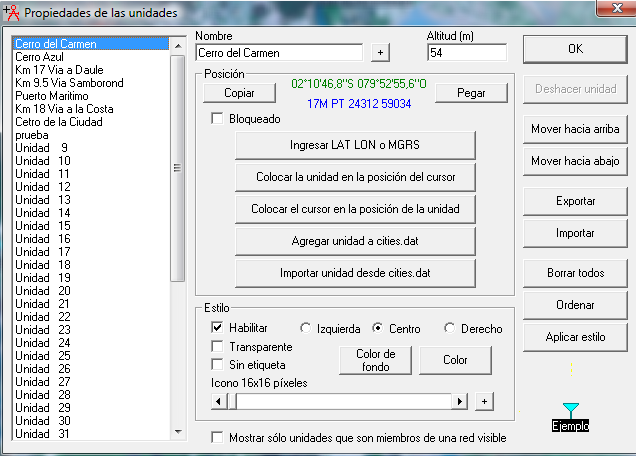 Propiedades de las unidades
Cerro del Carmen
Cerro Azul
Km 17 Via a Daule
Km 9.5 Via Samborond
Puerto Maritimo
Km 18 Via a la Costa
Cetro de la Ciudad
prueba
Unidad 9
Unidad 10
Unidad 11
Unidad 12
Unidad 13
Unidad 14
Unidad 15
Unidad 16
Unidad 17
Unidad 18
Unidad 19
Unidad 20
Unidad 21
Unidad 22
Unidad 23
Unidad 24
Unidad 25
Unidad 26
Unidad 27
Unidad 28
Unidad 29
Unidad 30
Unidad 31
Nombre
Cerro del Carmen
+
Altitud (m)
54
Posición
Copiar
02°10'46,8"S 079°52'55,6"O
17M PT 24312 59034
Pegar
Bloqueado
Ingresar LAT LON o MGRS
Colocar la unidad en la posición del cursor
Colocar el cursor en la posición de la unidad
Agregar unidad a cities.dat
Importar unidad desde cities.dat
Estilo
Habilitar
Izquierda
Centro
Derecho
Transparente
Sin etiqueta
Color de
fondo
Color
Icono 16x16 píxeles
+
Mostrar sólo unidades que son miembros de una red visible
OK
Deshacer unidad
Mover hacia arriba
Mover hacia abajo
Exportar
Importar
Borrar todos
Ordenar
Aplicar estilo
Ejemplo